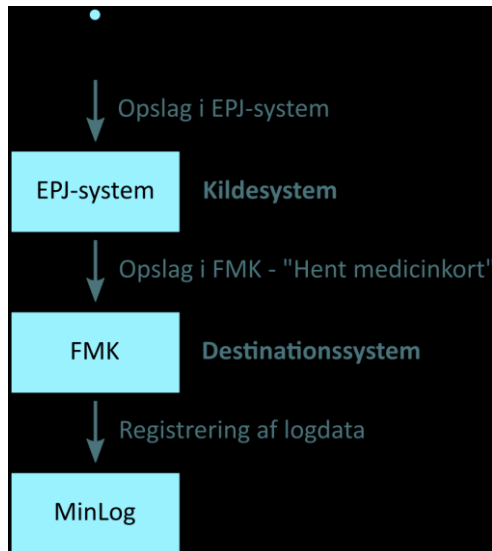 Opslag i EPJ-system
EPJ-system Kildesystem
Opslag i FMK - "Hent medicinkort"
FMK Destinationssystem
Registrering af logdata
MinLog